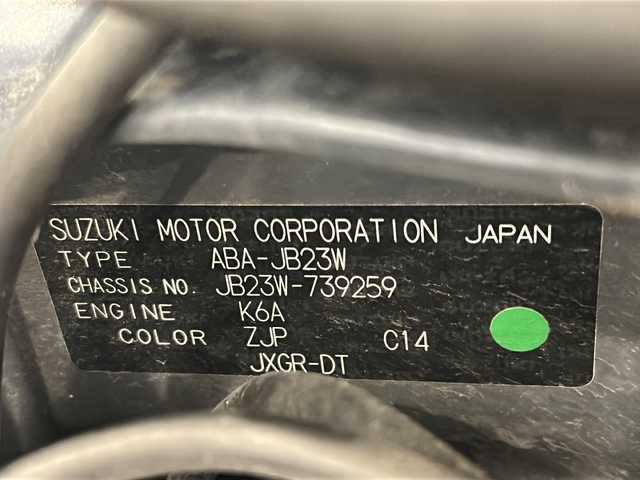 SUZUKI MOTOR CORPORATION JAPAN
TYPE ABA-JB23W
CHASSIS NO. JB23W-739259
ENGINE K6A
COLOR ZJP C14
JXGR-DT